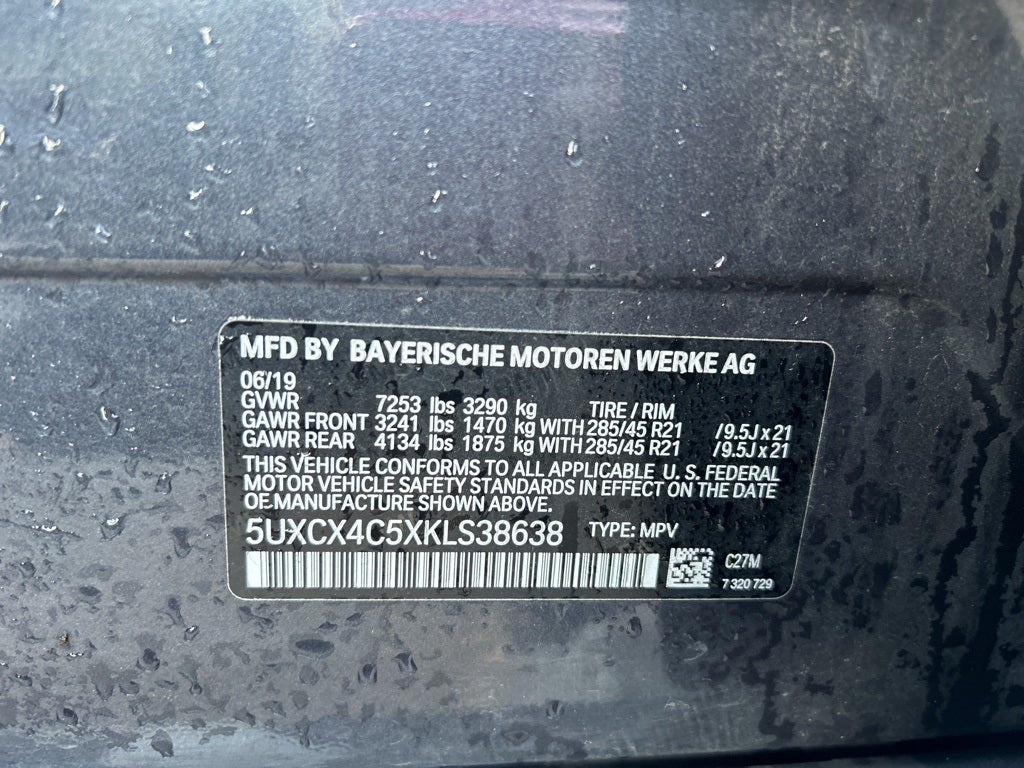 MFD BY BAYERISCHE MOTOREN WERKE AG
06/19
GVWR 7253 lbs 3290 kg TIRE / RIM
GAWR FRONT 3241 lbs 1470 kg WITH 285/45 R21 / 9.5J x 21
GAWR REAR 4134 lbs 1875 kg WITH 285/45 R21 / 9.5J x 21
THIS VEHICLE CONFORMS TO ALL APPLICABLE U.S. FEDERAL
MOTOR VEHICLE SAFETY STANDARDS IN EFFECT ON THE DATE
OF MANUFACTURE SHOWN ABOVE.
5UXCX4C5XKLS38638 TYPE: MPV
C27M
7 320 729